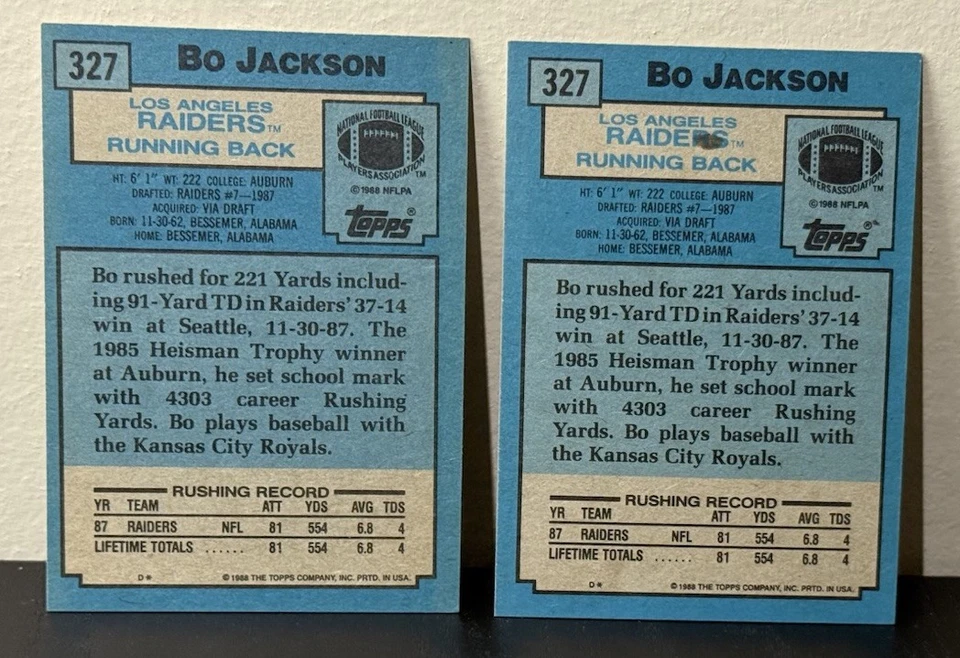 327
BO JACKSON
LOS ANGELES
RAIDERS™
RUNNING BACK
NATIONAL FOOTBALL LEAGUE
PLAYERS ASSOCIATION™
© 1988 NFLPA
topps®
HT: 6' 1" WT: 222 COLLEGE: AUBURN
DRAFTED: RAIDERS #7—1987
ACQUIRED: VIA DRAFT
BORN: 11-30-62, BESSEMER, ALABAMA
HOME: BESSEMER, ALABAMA
Bo rushed for 221 Yards includ-
ing 91-Yard TD in Raiders' 37-14
win at Seattle, 11-30-87. The
1985 Heisman Trophy winner
at Auburn, he set school mark
with 4303 career Rushing
Yards. Bo plays baseball with
the Kansas City Royals.
RUSHING RECORD
YR TEAM ATT YDS AVG TDS
87 RAIDERS NFL 81 554 6.8 4
LIFETIME TOTALS ...... 81 554 6.8 4
D* © 1988 THE TOPPS COMPANY, INC. PRTD. IN USA.
327
BO JACKSON
LOS ANGELES
RAIDERS™
RUNNING BACK
NATIONAL FOOTBALL LEAGUE
PLAYERS ASSOCIATION™
© 1988 NFLPA
topps®
HT: 6' 1" WT: 222 COLLEGE: AUBURN
DRAFTED: RAIDERS #7—1987
ACQUIRED: VIA DRAFT
BORN: 11-30-62, BESSEMER, ALABAMA
HOME: BESSEMER, ALABAMA
Bo rushed for 221 Yards includ-
ing 91-Yard TD in Raiders' 37-14
win at Seattle, 11-30-87. The
1985 Heisman Trophy winner
at Auburn, he set school mark
with 4303 career Rushing
Yards. Bo plays baseball with
the Kansas City Royals.
RUSHING RECORD
YR TEAM ATT YDS AVG TDS
87 RAIDERS NFL 81 554 6.8 4
LIFETIME TOTALS ...... 81 554 6.8 4
D* © 1988 THE TOPPS COMPANY, INC. PRTD. IN USA.